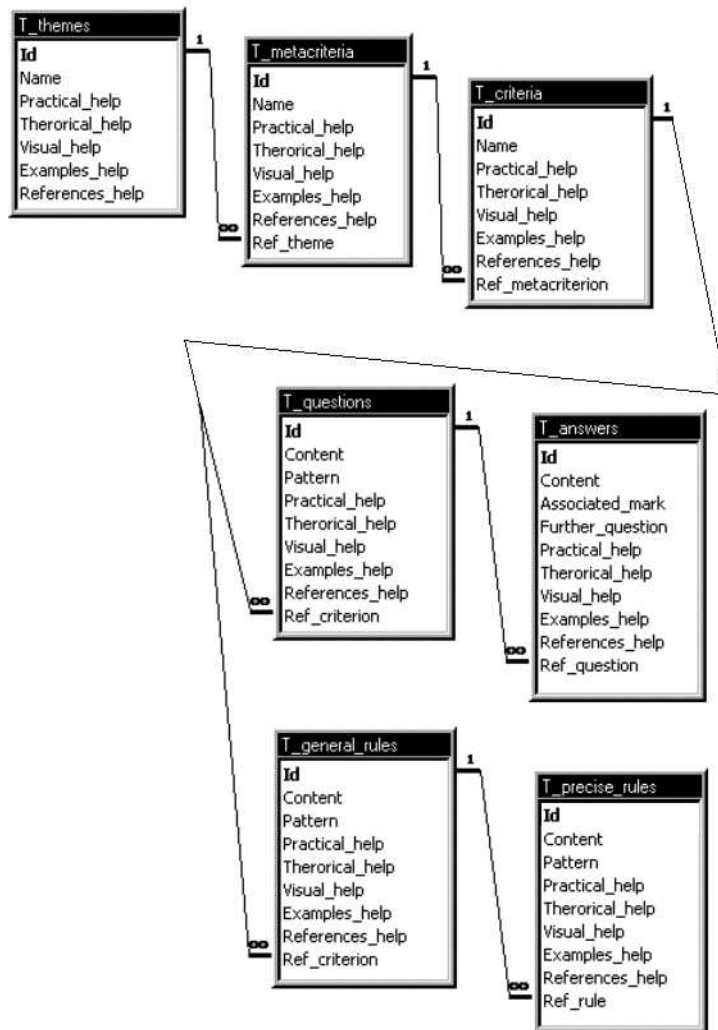 T_themes
Id
Name
Practical_help
Therorical_help
Visual_help
Examples_help
References_help
1
∞
T_metacriteria
Id
Name
Practical_help
Therorical_help
Visual_help
Examples_help
References_help
Ref_theme
1
∞
T_criteria
Id
Name
Practical_help
Therorical_help
Visual_help
Examples_help
References_help
Ref_metacriterion
1
∞
T_questions
Id
Content
Pattern
Practical_help
Therorical_help
Visual_help
Examples_help
References_help
Ref_criterion
1
∞
T_answers
Id
Content
Associated_mark
Further_question
Practical_help
Therorical_help
Visual_help
Examples_help
References_help
Ref_question
∞
T_general_rules
Id
Content
Pattern
Practical_help
Therorical_help
Visual_help
Examples_help
References_help
Ref_criterion
1
∞
T_precise_rules
Id
Content
Pattern
Practical_help
Therorical_help
Visual_help
Examples_help
References_help
Ref_rule